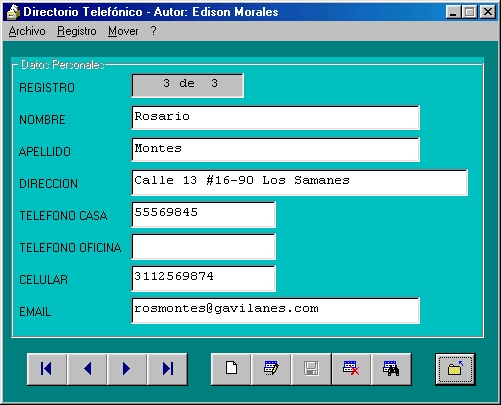 Directorio Telefónico - Autor: Edison Morales
Archivo Registro Mover ?
Datos Personales
REGISTRO 3 de 3
NOMBRE Rosario
APELLIDO Montes
DIRECCION Calle 13 #16-90 Los Samanes
TELEFONO CASA 55569845
TELEFONO OFICINA
CELULAR 3112569874
EMAIL rosmontes@gavilanes.com